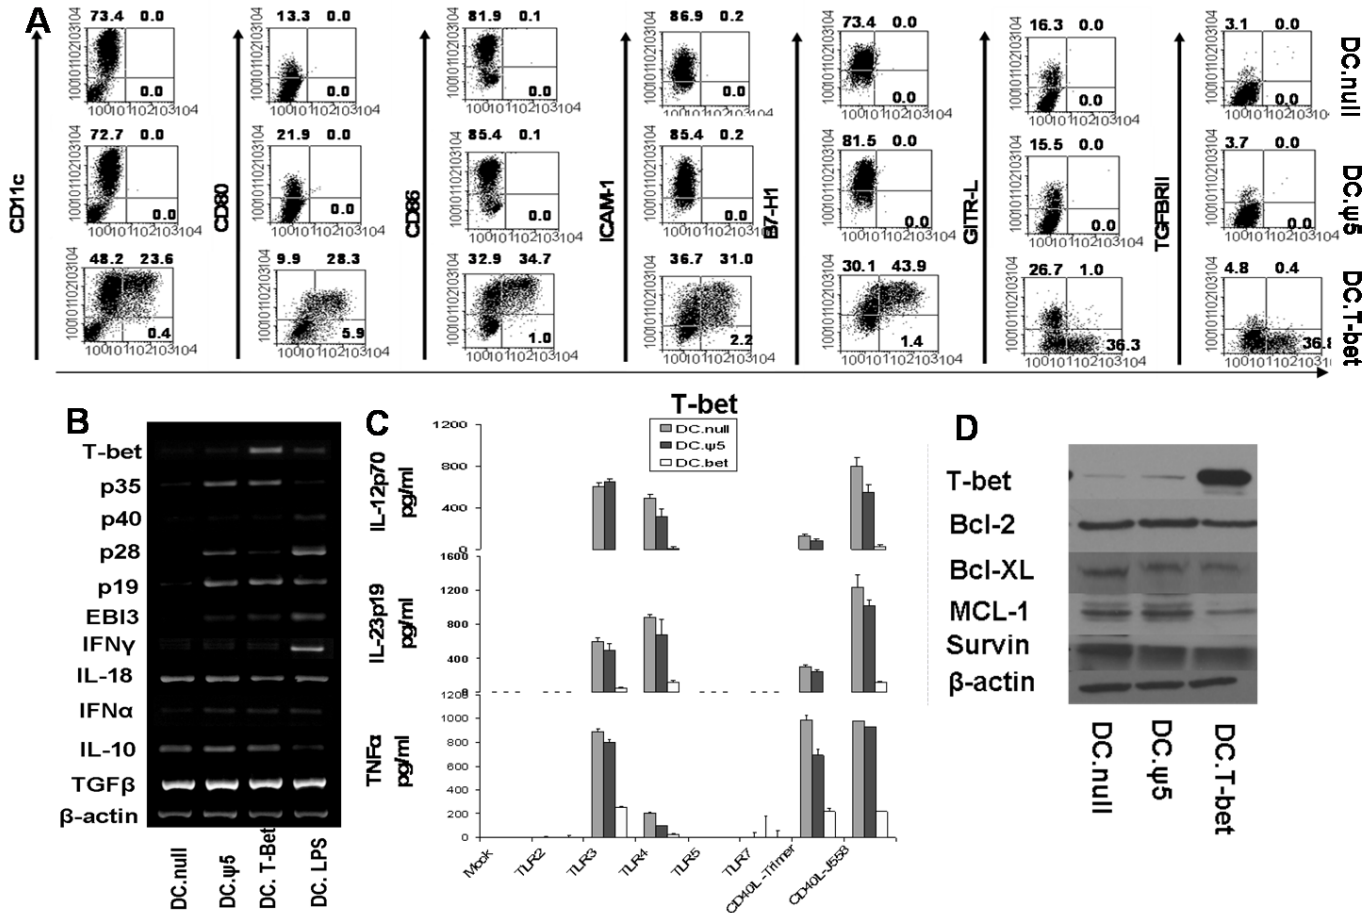 A
73.4 0.0
0.0
13.3 0.0
0.0
81.9 0.1
0.0
86.9 0.2
0.0
73.4 0.0
0.0
16.3 0.0
0.0
3.1 0.0
0.0
DC.null
72.7 0.0
0.0
21.9 0.0
0.0
85.4 0.1
0.0
85.4 0.2
0.0
81.5 0.0
0.0
15.5 0.0
0.0
3.7 0.0
0.0
DC.ψ5
48.2 23.6
0.4
9.9 28.3
5.9
32.9 34.7
1.0
36.7 31.0
2.2
30.1 43.9
1.4
26.7 1.0
36.3
4.8 0.4
DC.T-bet
CD11c
CD80
CD86
ICAM-1
B7-H1
GITR-L
TGFBRII
T-bet
B
T-bet
p35
p40
p28
p19
EBI3
IFNγ
IL-18
IFNα
IL-10
TGFβ
β-actin
DC.null
DC.ψ5
DC. T-Bet
DC. LPS
C
DC.null
DC.ψ5
DC.bet
IL-12p70
pg/ml
1200
800
400
0
IL-23p19
pg/ml
1600
1200
800
400
0
TNFα
pg/ml
1200
1000
800
600
400
200
0
Mock
TLR2
TLR3
TLR4
TLR5
TLR7
CD40L-Trimer
CD40L-J558
D
T-bet
Bcl-2
Bcl-XL
MCL-1
Survin
β-actin
DC.null
DC.ψ5
DC.T-bet